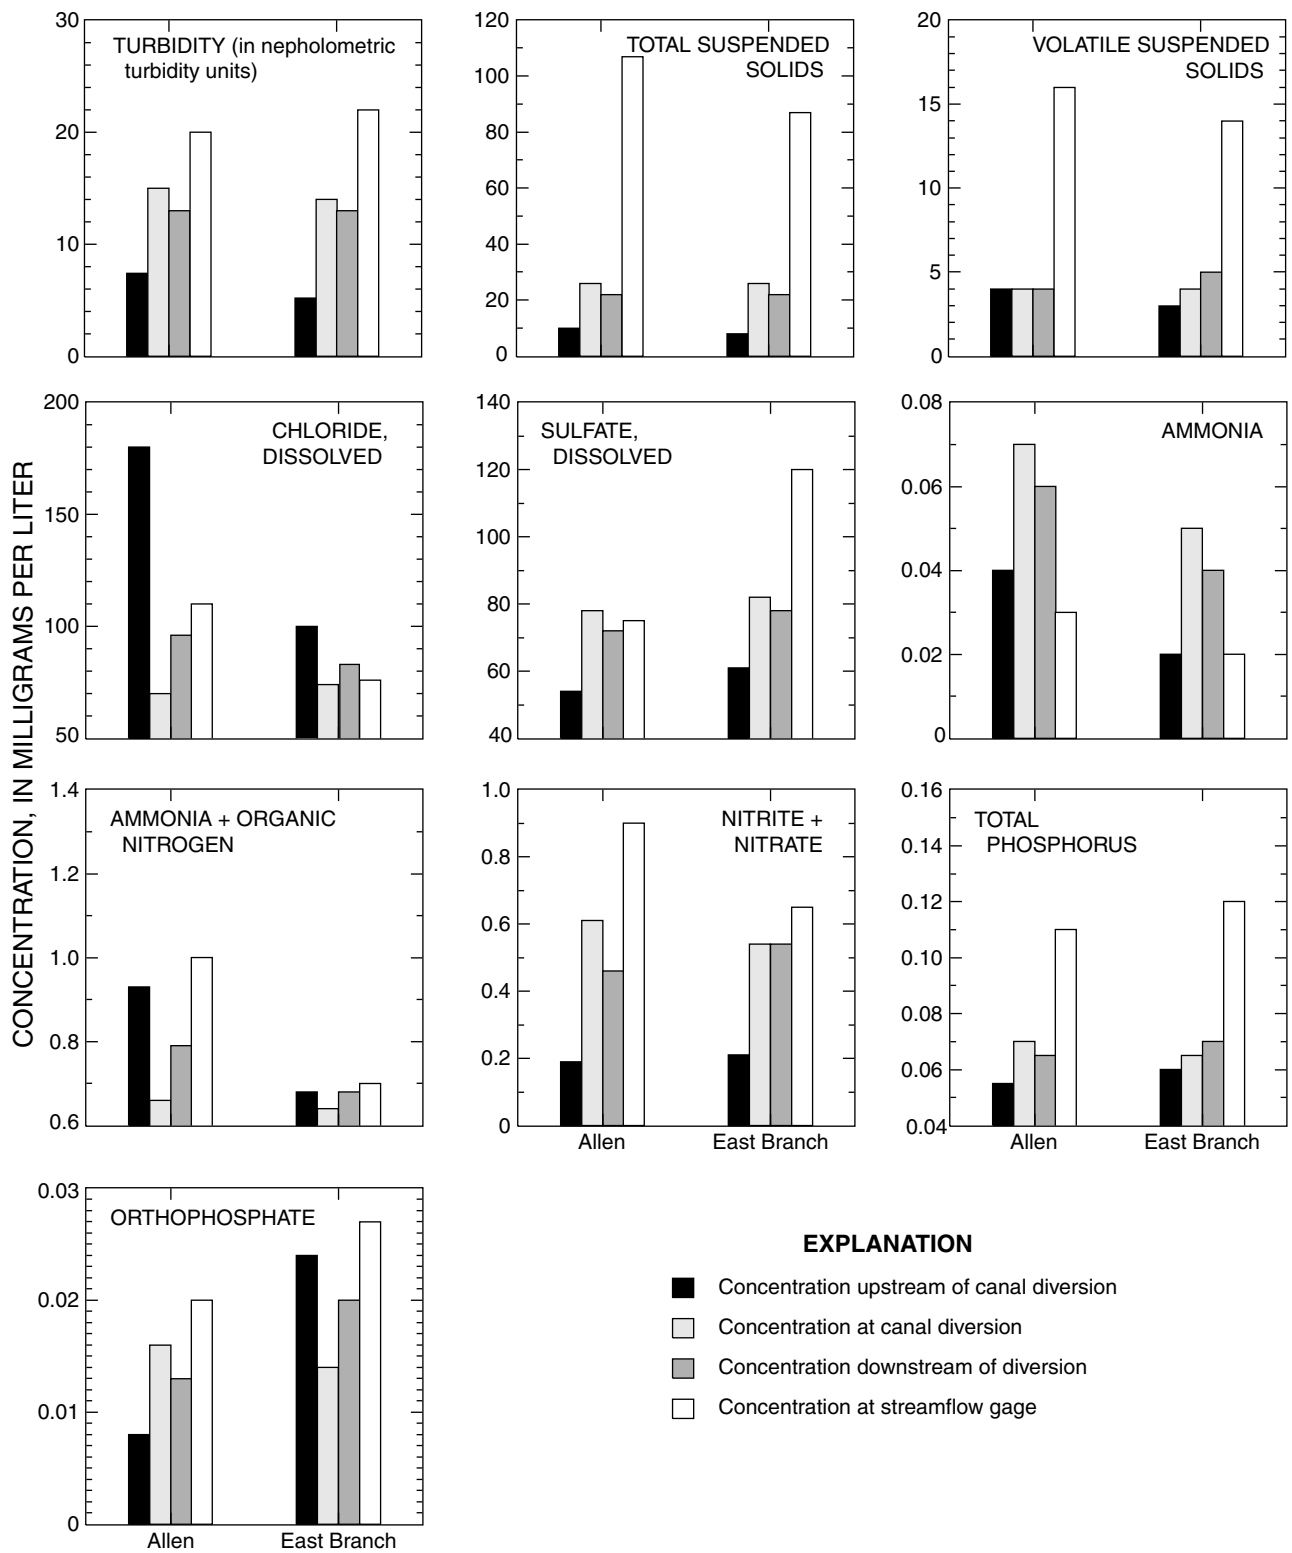 CONCENTRATION, IN MILLIGRAMS PER LITER
30
20
10
0
TURBIDITY (in nepholometric
turbidity units)
120
100
80
60
40
20
0
TOTAL SUSPENDED
SOLIDS
20
15
10
5
0
VOLATILE SUSPENDED
SOLIDS
200
150
100
50
CHLORIDE,
DISSOLVED
140
120
100
80
60
40
SULFATE,
DISSOLVED
0.08
0.06
0.04
0.02
0
AMMONIA
1.4
1.2
1.0
0.8
0.6
AMMONIA + ORGANIC
NITROGEN
1.0
0.8
0.6
0.4
0.2
0
NITRITE +
NITRATE
Allen East Branch
0.16
0.14
0.12
0.10
0.08
0.06
0.04
TOTAL
PHOSPHORUS
Allen East Branch
0.03
0.02
0.01
0
ORTHOPHOSPHATE
Allen East Branch
EXPLANATION
Concentration upstream of canal diversion
Concentration at canal diversion
Concentration downstream of diversion
Concentration at streamflow gage